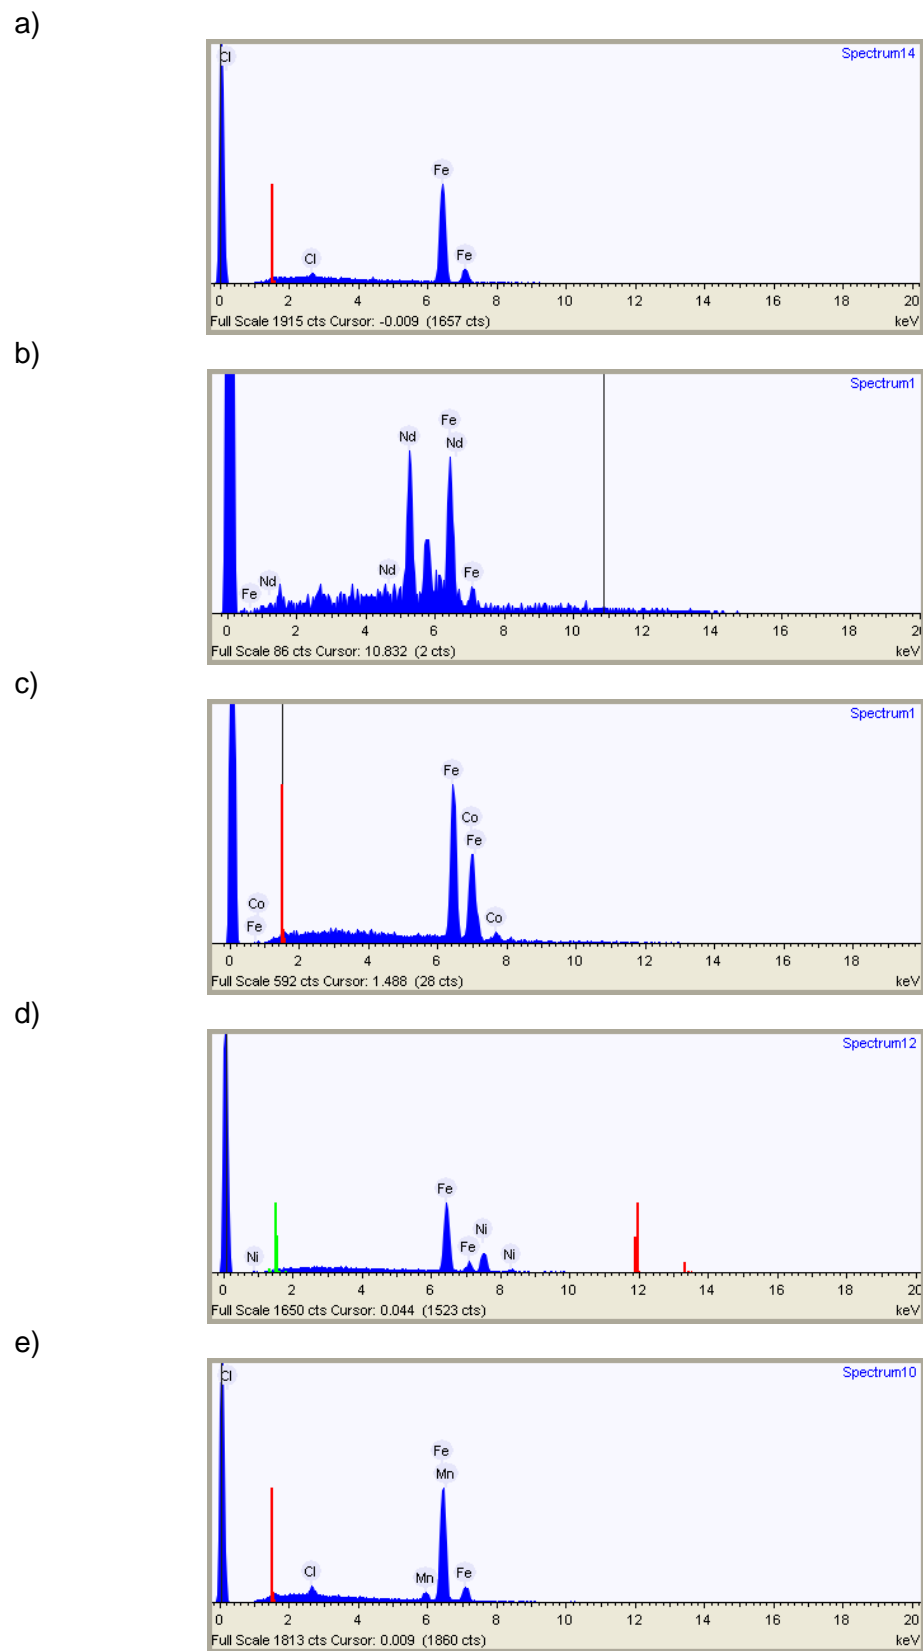 a)
Spectrum14
Cl
Fe
Cl
Fe
0 2 4 6 8 10 12 14 16 18 20
Full Scale 1915 cts Cursor: -0.009 (1657 cts)
keV
b)
Spectrum1
Fe
Nd
Nd
Nd
Nd
Fe
Fe
0 2 4 6 8 10 12 14 16 18 2
Full Scale 86 cts Cursor: 10.832 (2 cts)
keV
c)
Spectrum1
Fe
Co
Fe
Co
Fe
Co
0 2 4 6 8 10 12 14 16 18
Full Scale 592 cts Cursor: 1.488 (28 cts)
keV
d)
Spectrum12
Fe
Ni
Fe
Ni
Ni
0 2 4 6 8 10 12 14 16 18 20
Full Scale 1650 cts Cursor: 0.044 (1523 cts)
keV
e)
Spectrum10
Cl
Fe
Mn
Cl
Mn
Fe
0 2 4 6 8 10 12 14 16 18 20
Full Scale 1813 cts Cursor: 0.009 (1860 cts)
keV